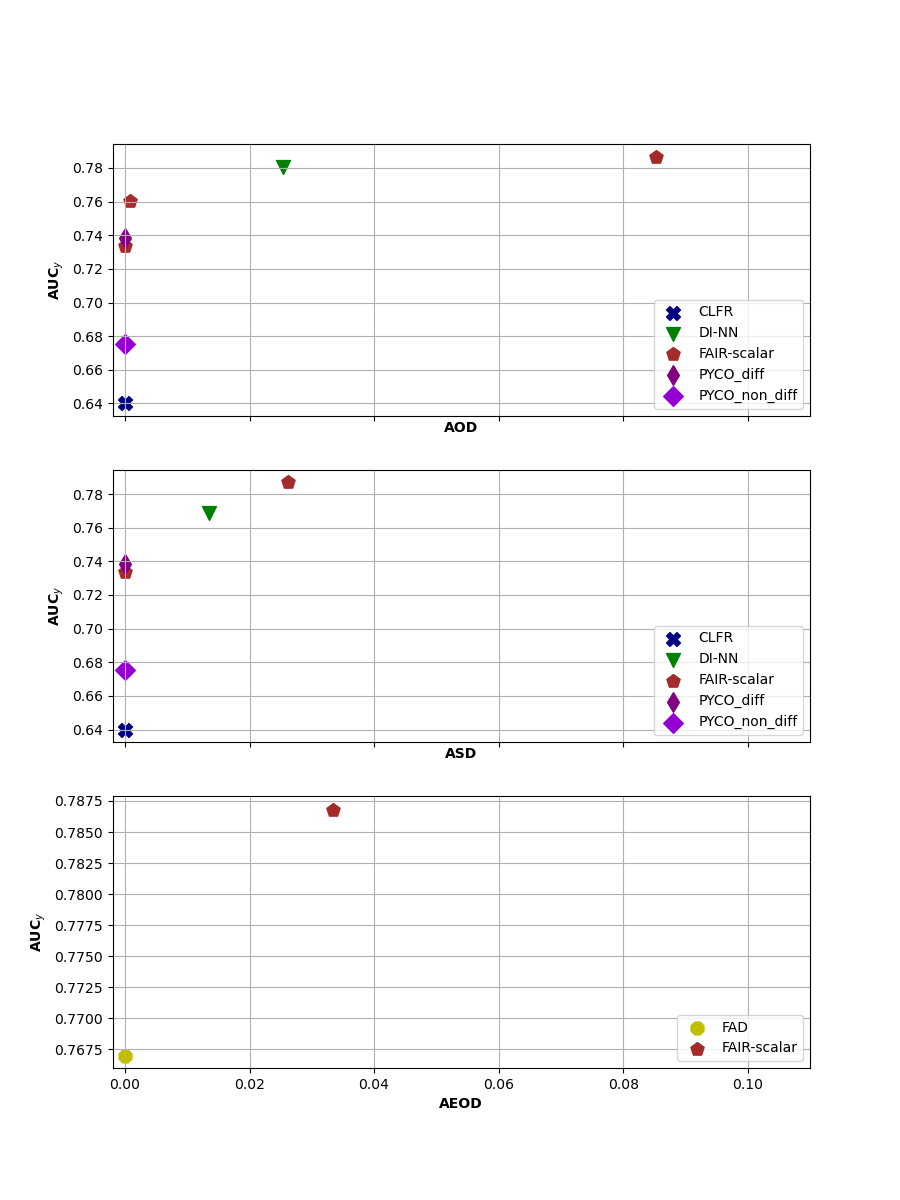 0.78
0.76
0.74
0.72
0.70
0.68
0.66
0.64
AUCy
CLFR
DI-NN
FAIR-scalar
PYCO_diff
PYCO_non_diff
AOD
0.78
0.76
0.74
0.72
0.70
0.68
0.66
0.64
AUCy
CLFR
DI-NN
FAIR-scalar
PYCO_diff
PYCO_non_diff
ASD
0.7875
0.7850
0.7825
0.7800
0.7775
0.7750
0.7725
0.7700
0.7675
AUCy
FAD
FAIR-scalar
0.00 0.02 0.04 0.06 0.08 0.10
AEOD